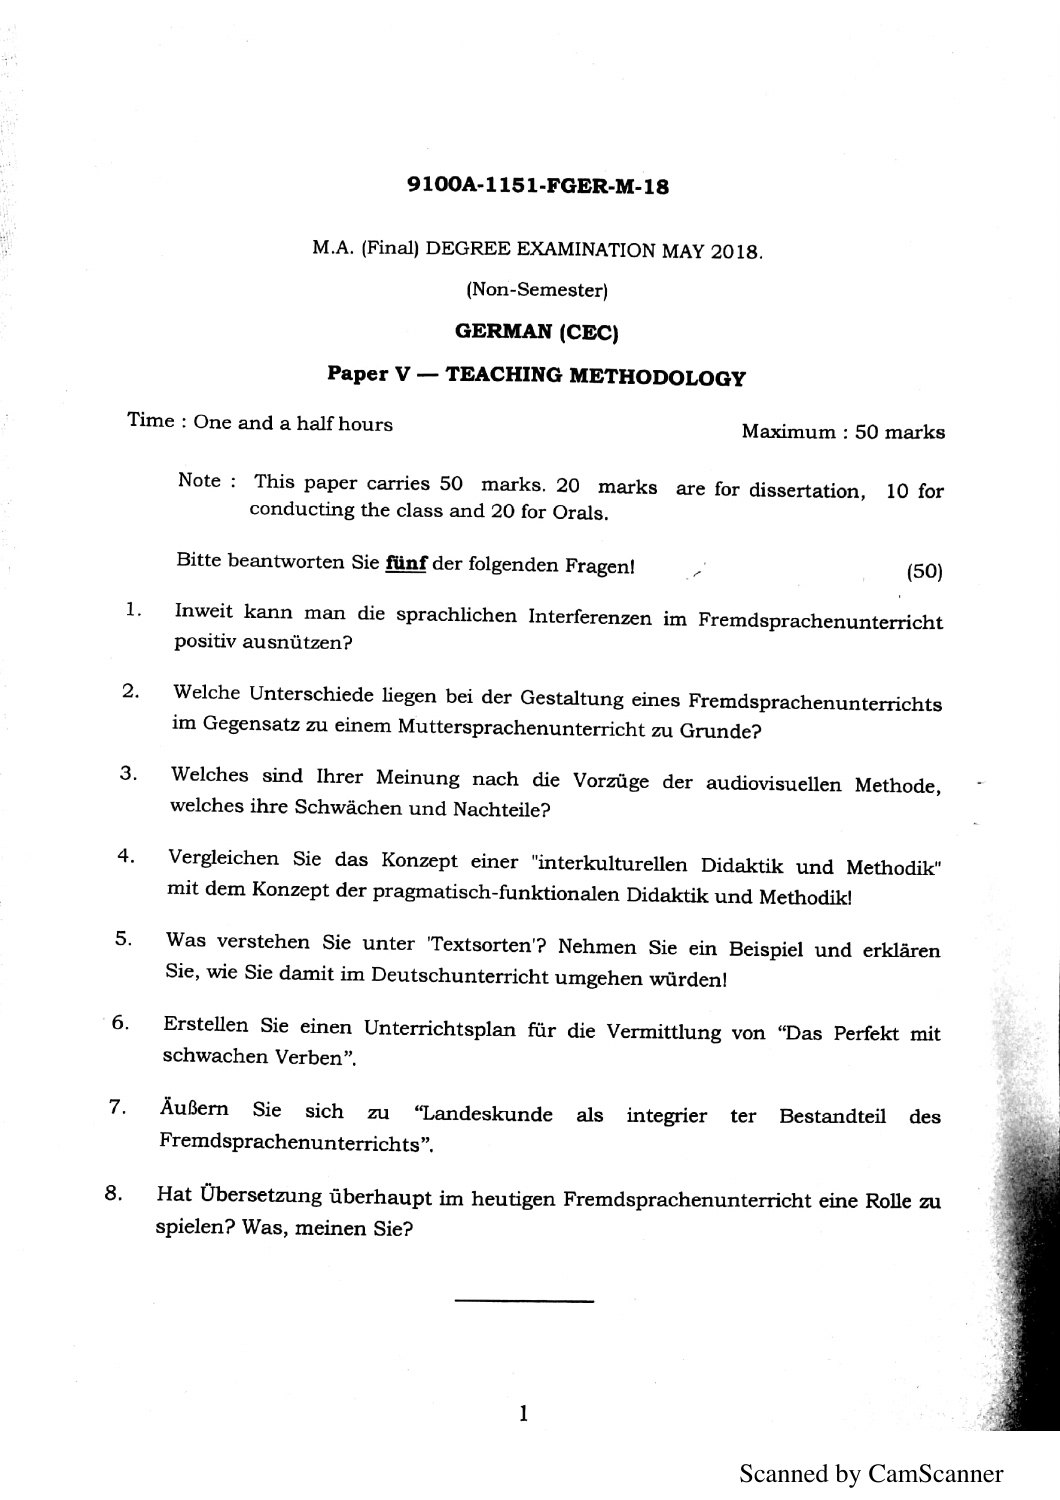 9100A-1151-FGER-M-18
M.A. (Final) DEGREE EXAMINATION MAY 2018.
(Non-Semester)
GERMAN (CEC)
Paper V — TEACHING METHODOLOGY
Time : One and a half hours
Maximum : 50 marks
Note : This paper carries 50 marks. 20 marks are for dissertation, 10 for
conducting the class and 20 for Orals.
Bitte beantworten Sie fünf der folgenden Fragen! (50)
1. Inweit kann man die sprachlichen Interferenzen im Fremdsprachenunterricht
positiv ausnützen?
2. Welche Unterschiede liegen bei der Gestaltung eines Fremdsprachenunterrichts
im Gegensatz zu einem Muttersprachenunterricht zu Grunde?
3. Welches sind Ihrer Meinung nach die Vorzüge der audiovisuellen Methode,
welches ihre Schwächen und Nachteile?
4. Vergleichen Sie das Konzept einer "interkulturellen Didaktik und Methodik"
mit dem Konzept der pragmatisch-funktionalen Didaktik und Methodik!
5. Was verstehen Sie unter 'Textsorten'? Nehmen Sie ein Beispiel und erklären
Sie, wie Sie damit im Deutschunterricht umgehen würden!
6. Erstellen Sie einen Unterrichtsplan für die Vermittlung von “Das Perfekt mit
schwachen Verben”.
7. Äußern Sie sich zu “Landeskunde als integrier ter Bestandteil des
Fremdsprachenunterrichts”.
8. Hat Übersetzung überhaupt im heutigen Fremdsprachenunterricht eine Rolle zu
spielen? Was, meinen Sie?
1
Scanned by CamScanner